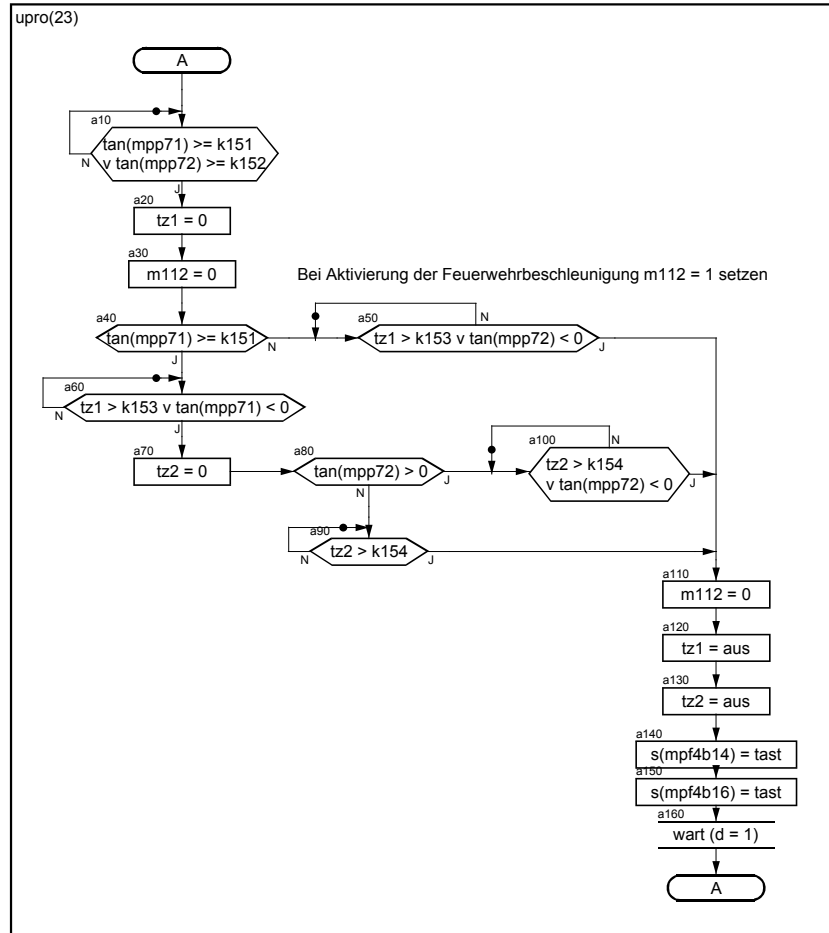 upro(23)
A
a10
tan(mpp71) >= k151
v tan(mpp72) >= k152
N
J
a20
tz1 = 0
a30
m112 = 0
Bei Aktivierung der Feuerwehrbeschleunigung m112 = 1 setzen
a40
tan(mpp71) >= k151
N
J
a50
N
tz1 > k153 v tan(mpp72) < 0
J
a60
tz1 > k153 v tan(mpp71) < 0
N
J
a70
tz2 = 0
a80
tan(mpp72) > 0
J
N
a100
N
tz2 > k154
v tan(mpp72) < 0
J
a90
tz2 > k154
N
J
a110
m112 = 0
a120
tz1 = aus
a130
tz2 = aus
a140
s(mpf4b14) = tast
a150
s(mpf4b16) = tast
a160
wart (d = 1)
A